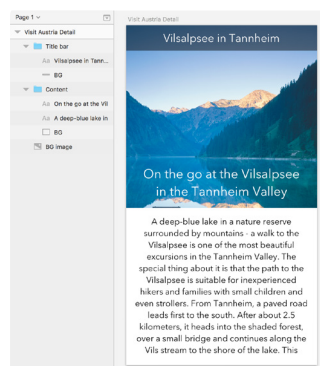 Page 1
Visit Austria Detail
Title bar
Aa Vilsalpsee in Tann...
BG
Content
Aa On the go at the Vil
Aa A deep-blue lake in
BG
BG image
Visit Austria Detail
Vilsalpsee in Tannheim
On the go at the Vilsalpsee
in the Tannheim Valley
A deep-blue lake in a nature reserve
surrounded by mountains - a walk to the
Vilsalpsee is one of the most beautiful
excursions in the Tannheim Valley. The
special thing about it is that the path to the
Vilsalpsee is suitable for inexperienced
hikers and families with small children and
even strollers. From Tannheim, a paved road
leads first to the south. After about 2.5
kilometers, it heads into the shaded forest,
over a small bridge and continues along the
Vils stream to the shore of the lake. This